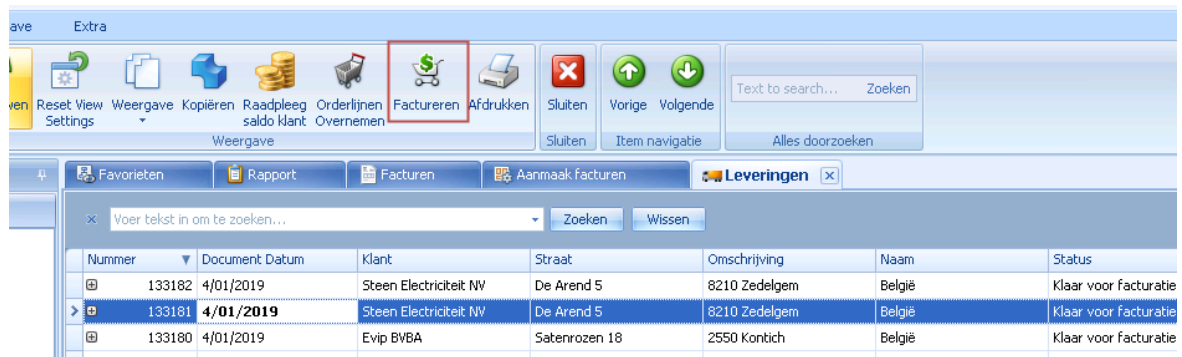 Extra
Reset View Settings
Weergave
Kopiëren
Raadpleeg saldo klant
Orderlijnen Overnemen
Factureren
Afdrukken
Sluiten
Vorige
Volgende
Text to search...
Zoeken
Weergave
Sluiten
Item navigatie
Alles doorzoeken
Favorieten
Rapport
Facturen
Aanmaak facturen
Leveringen
Voer tekst in om te zoeken...
Zoeken
Wissen
Nummer Document Datum Klant Straat Omschrijving Naam Status
133182 4/01/2019 Steen Electriciteit NV De Arend 5 8210 Zedelgem België Klaar voor facturatie
133181 4/01/2019 Steen Electriciteit NV De Arend 5 8210 Zedelgem België Klaar voor facturatie
133180 4/01/2019 Evip BVBA Satenrozen 18 2550 Kontich België Klaar voor facturatie